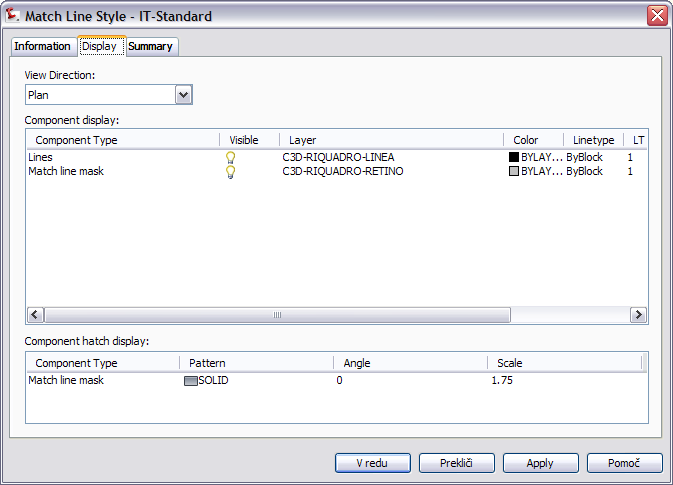 Match Line Style - IT-Standard
Information Display Summary
View Direction:
Plan
Component display:
Component Type Visible Layer Color Linetype LT
Lines C3D-RIQUADRO-LINEA BYLAY... ByBlock 1
Match line mask C3D-RIQUADRO-RETINO BYLAY... ByBlock 1
Component hatch display:
Component Type Pattern Angle Scale
Match line mask SOLID 0 1.75
V redu Prekliči Apply Pomoč